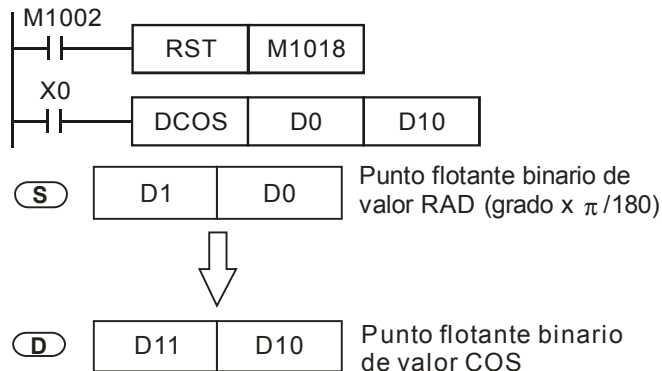 M1002
RST M1018
X0
DCOS D0 D10
S D1 D0 Punto flotante binario de
valor RAD (grado x π /180)
D D11 D10 Punto flotante binario
de valor COS